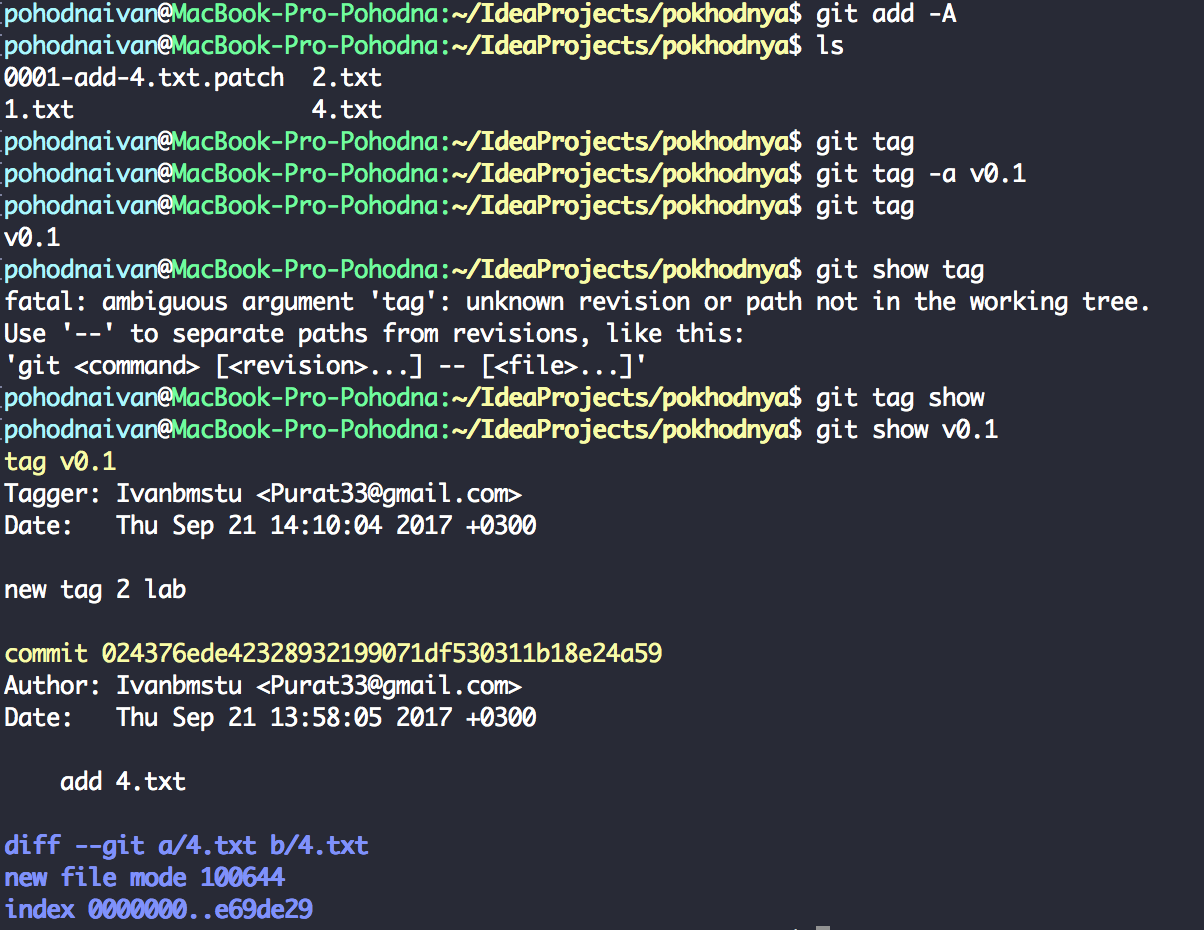 pohodnaivan@MacBook-Pro-Pohodna:~/IdeaProjects/pokhodnya$ git add -A
pohodnaivan@MacBook-Pro-Pohodna:~/IdeaProjects/pokhodnya$ ls
0001-add-4.txt.patch  2.txt
1.txt                 4.txt
pohodnaivan@MacBook-Pro-Pohodna:~/IdeaProjects/pokhodnya$ git tag
pohodnaivan@MacBook-Pro-Pohodna:~/IdeaProjects/pokhodnya$ git tag -a v0.1
pohodnaivan@MacBook-Pro-Pohodna:~/IdeaProjects/pokhodnya$ git tag
v0.1
pohodnaivan@MacBook-Pro-Pohodna:~/IdeaProjects/pokhodnya$ git show tag
fatal: ambiguous argument 'tag': unknown revision or path not in the working tree.
Use '--' to separate paths from revisions, like this:
'git <command> [<revision>...] -- [<file>...]'
pohodnaivan@MacBook-Pro-Pohodna:~/IdeaProjects/pokhodnya$ git tag show
pohodnaivan@MacBook-Pro-Pohodna:~/IdeaProjects/pokhodnya$ git show v0.1
tag v0.1
Tagger: Ivanbmstu <Purat33@gmail.com>
Date:   Thu Sep 21 14:10:04 2017 +0300

new tag 2 lab

commit 024376ede42328932199071df530311b18e24a59
Author: Ivanbmstu <Purat33@gmail.com>
Date:   Thu Sep 21 13:58:05 2017 +0300

    add 4.txt

diff --git a/4.txt b/4.txt
new file mode 100644
index 0000000..e69de29